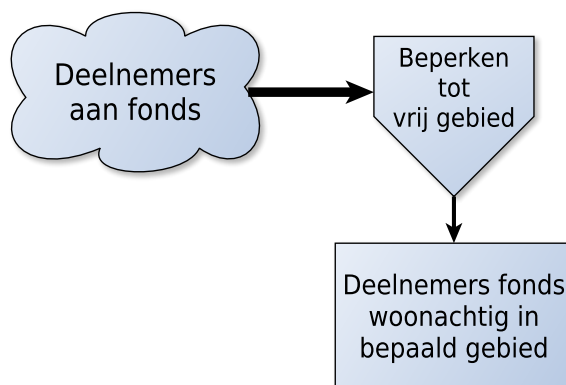 Deelnemers
aan fonds
Beperken
tot
vrij gebied
Deelnemers fonds
woonachtig in
bepaald gebied